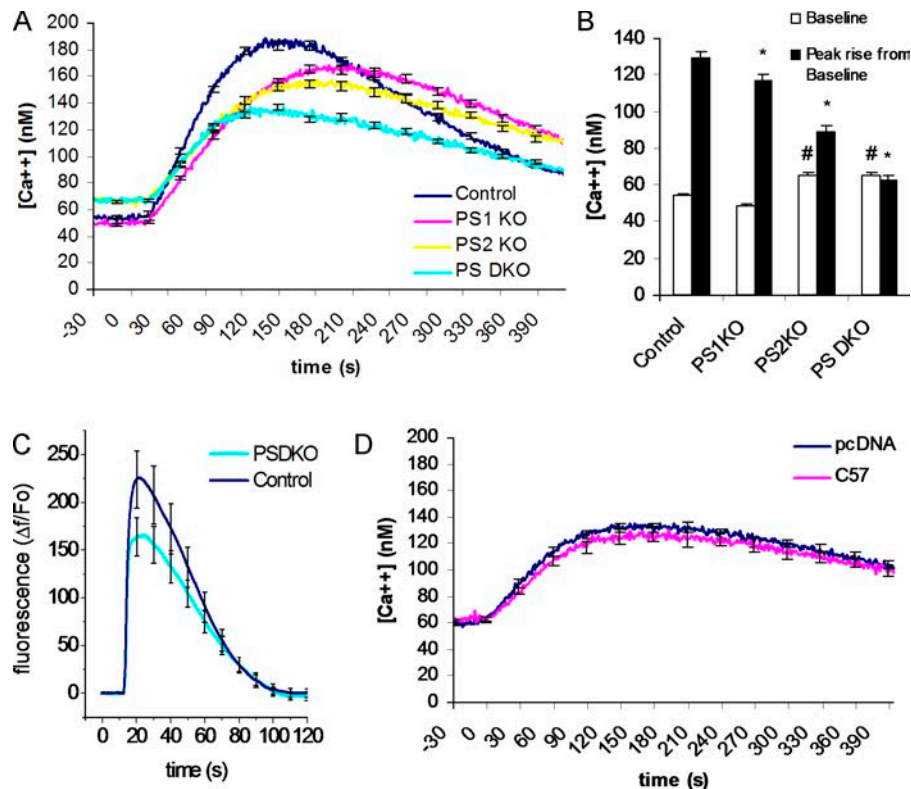 A
[Ca++] (nM)
200
180
160
140
120
100
80
60
40
20
0
Control
PS1 KO
PS2 KO
PS DKO
-30
0
30
60
90
120
150
180
210
240
270
300
330
360
390
time (s)
B
Baseline
Peak rise from
Baseline
[Ca++] (nM)
140
120
100
80
60
40
20
0
*
*
#
#
*
Control
PS1KO
PS2KO
PS DKO
C
PSDKO
Control
fluorescence (Δf/Fo)
250
200
150
100
50
0
0 20 40 60 80 100 120
time (s)
D
pcDNA
C57
[Ca++] (nM)
200
180
160
140
120
100
80
60
40
20
0
-30
0
30
60
90
120
150
180
210
240
270
300
330
360
390
time (s)